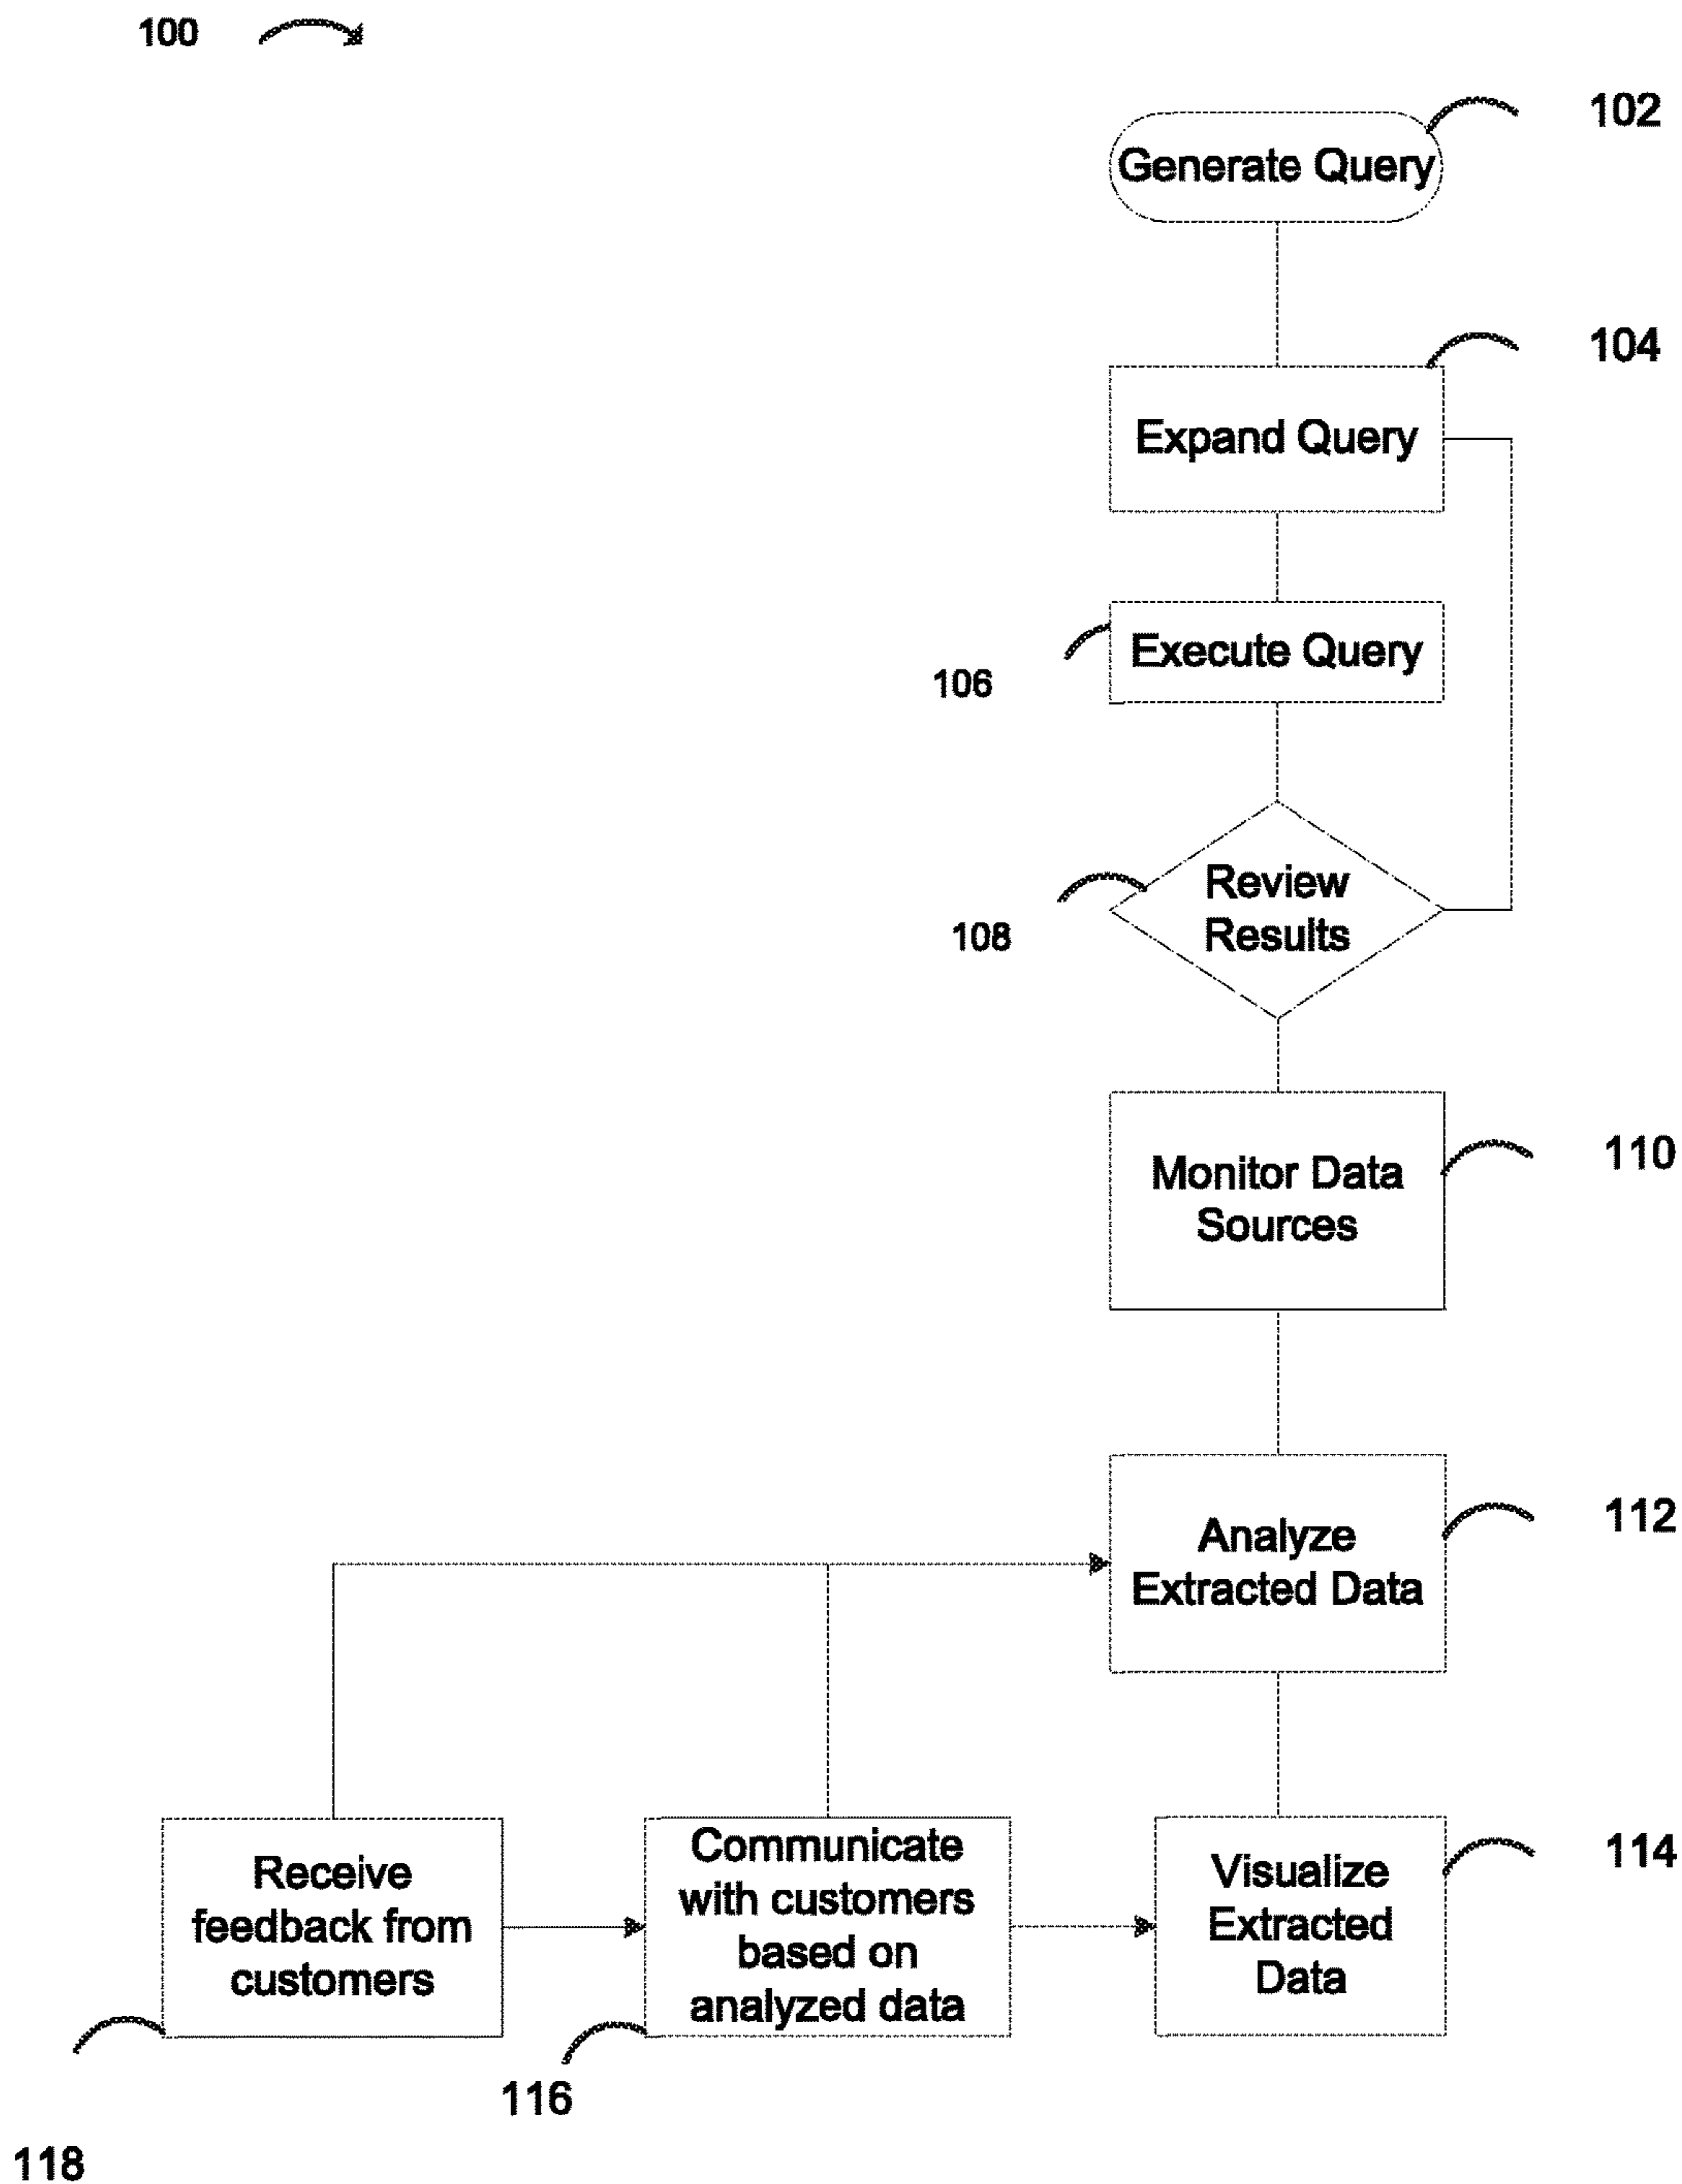 100
102
Generate Query
104
Expand Query
Execute Query
106
Review
Results
108
110
Monitor Data
Sources
112
Analyze
Extracted Data
114
Receive
feedback from
customers
Communicate
with customers
based on
analyzed data
Visualize
Extracted
Data
116
118